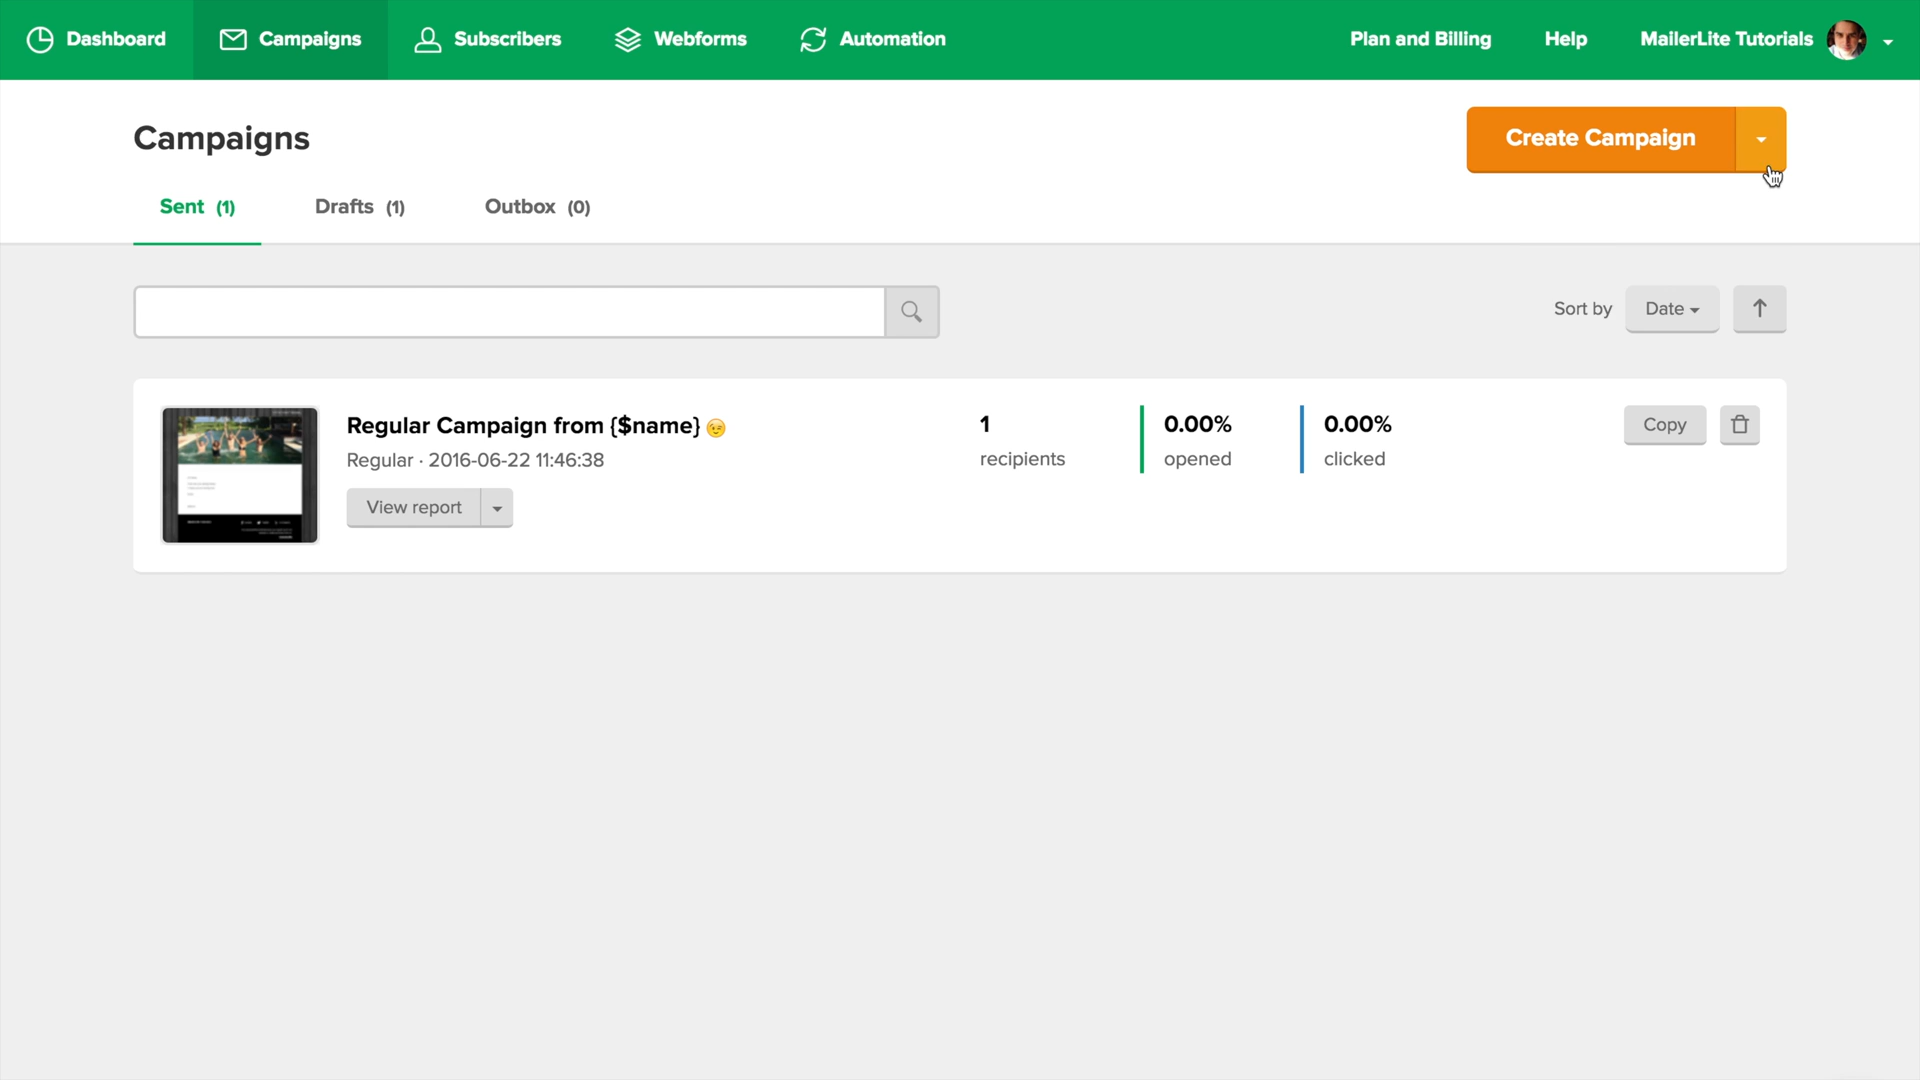 Dashboard
Campaigns
Subscribers
Webforms
Automation
Plan and Billing
Help
MailerLite Tutorials
Campaigns
Create Campaign
Sent (1)
Drafts (1)
Outbox (0)
Sort by
Date
Regular Campaign from {$name} 😉
Regular · 2016-06-22 11:46:38
View report
1
recipients
0.00%
opened
0.00%
clicked
Copy